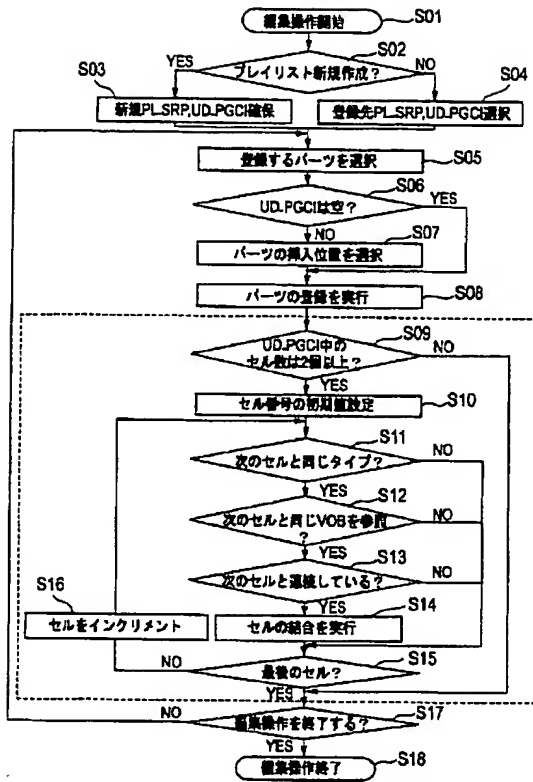 編集操作開始
S01
S02
プレイリスト新規作成?
YES
NO
S03
S04
新規PL_SRP,UD_PGCI確保
登録先PL_SRP,UD_PGCI選択
登録するパーツを選択
S05
S06
UD_PGCIは空?
YES
NO
S07
パーツの挿入位置を選択
パーツの登録を実行
S08
S09
UD_PGCI中の
セル数は2個以上?
NO
YES
セル番号の初期値設定
S10
S11
次のセルと同じタイプ?
NO
YES
S12
次のセルと同じVOBを参照
?
NO
YES
S13
次のセルと連続している?
NO
YES
S14
S16
セルをインクリメント
セルの結合を実行
S15
最後のセル?
NO
YES
S17
編集操作を終了する?
NO
YES
編集操作終了
S18